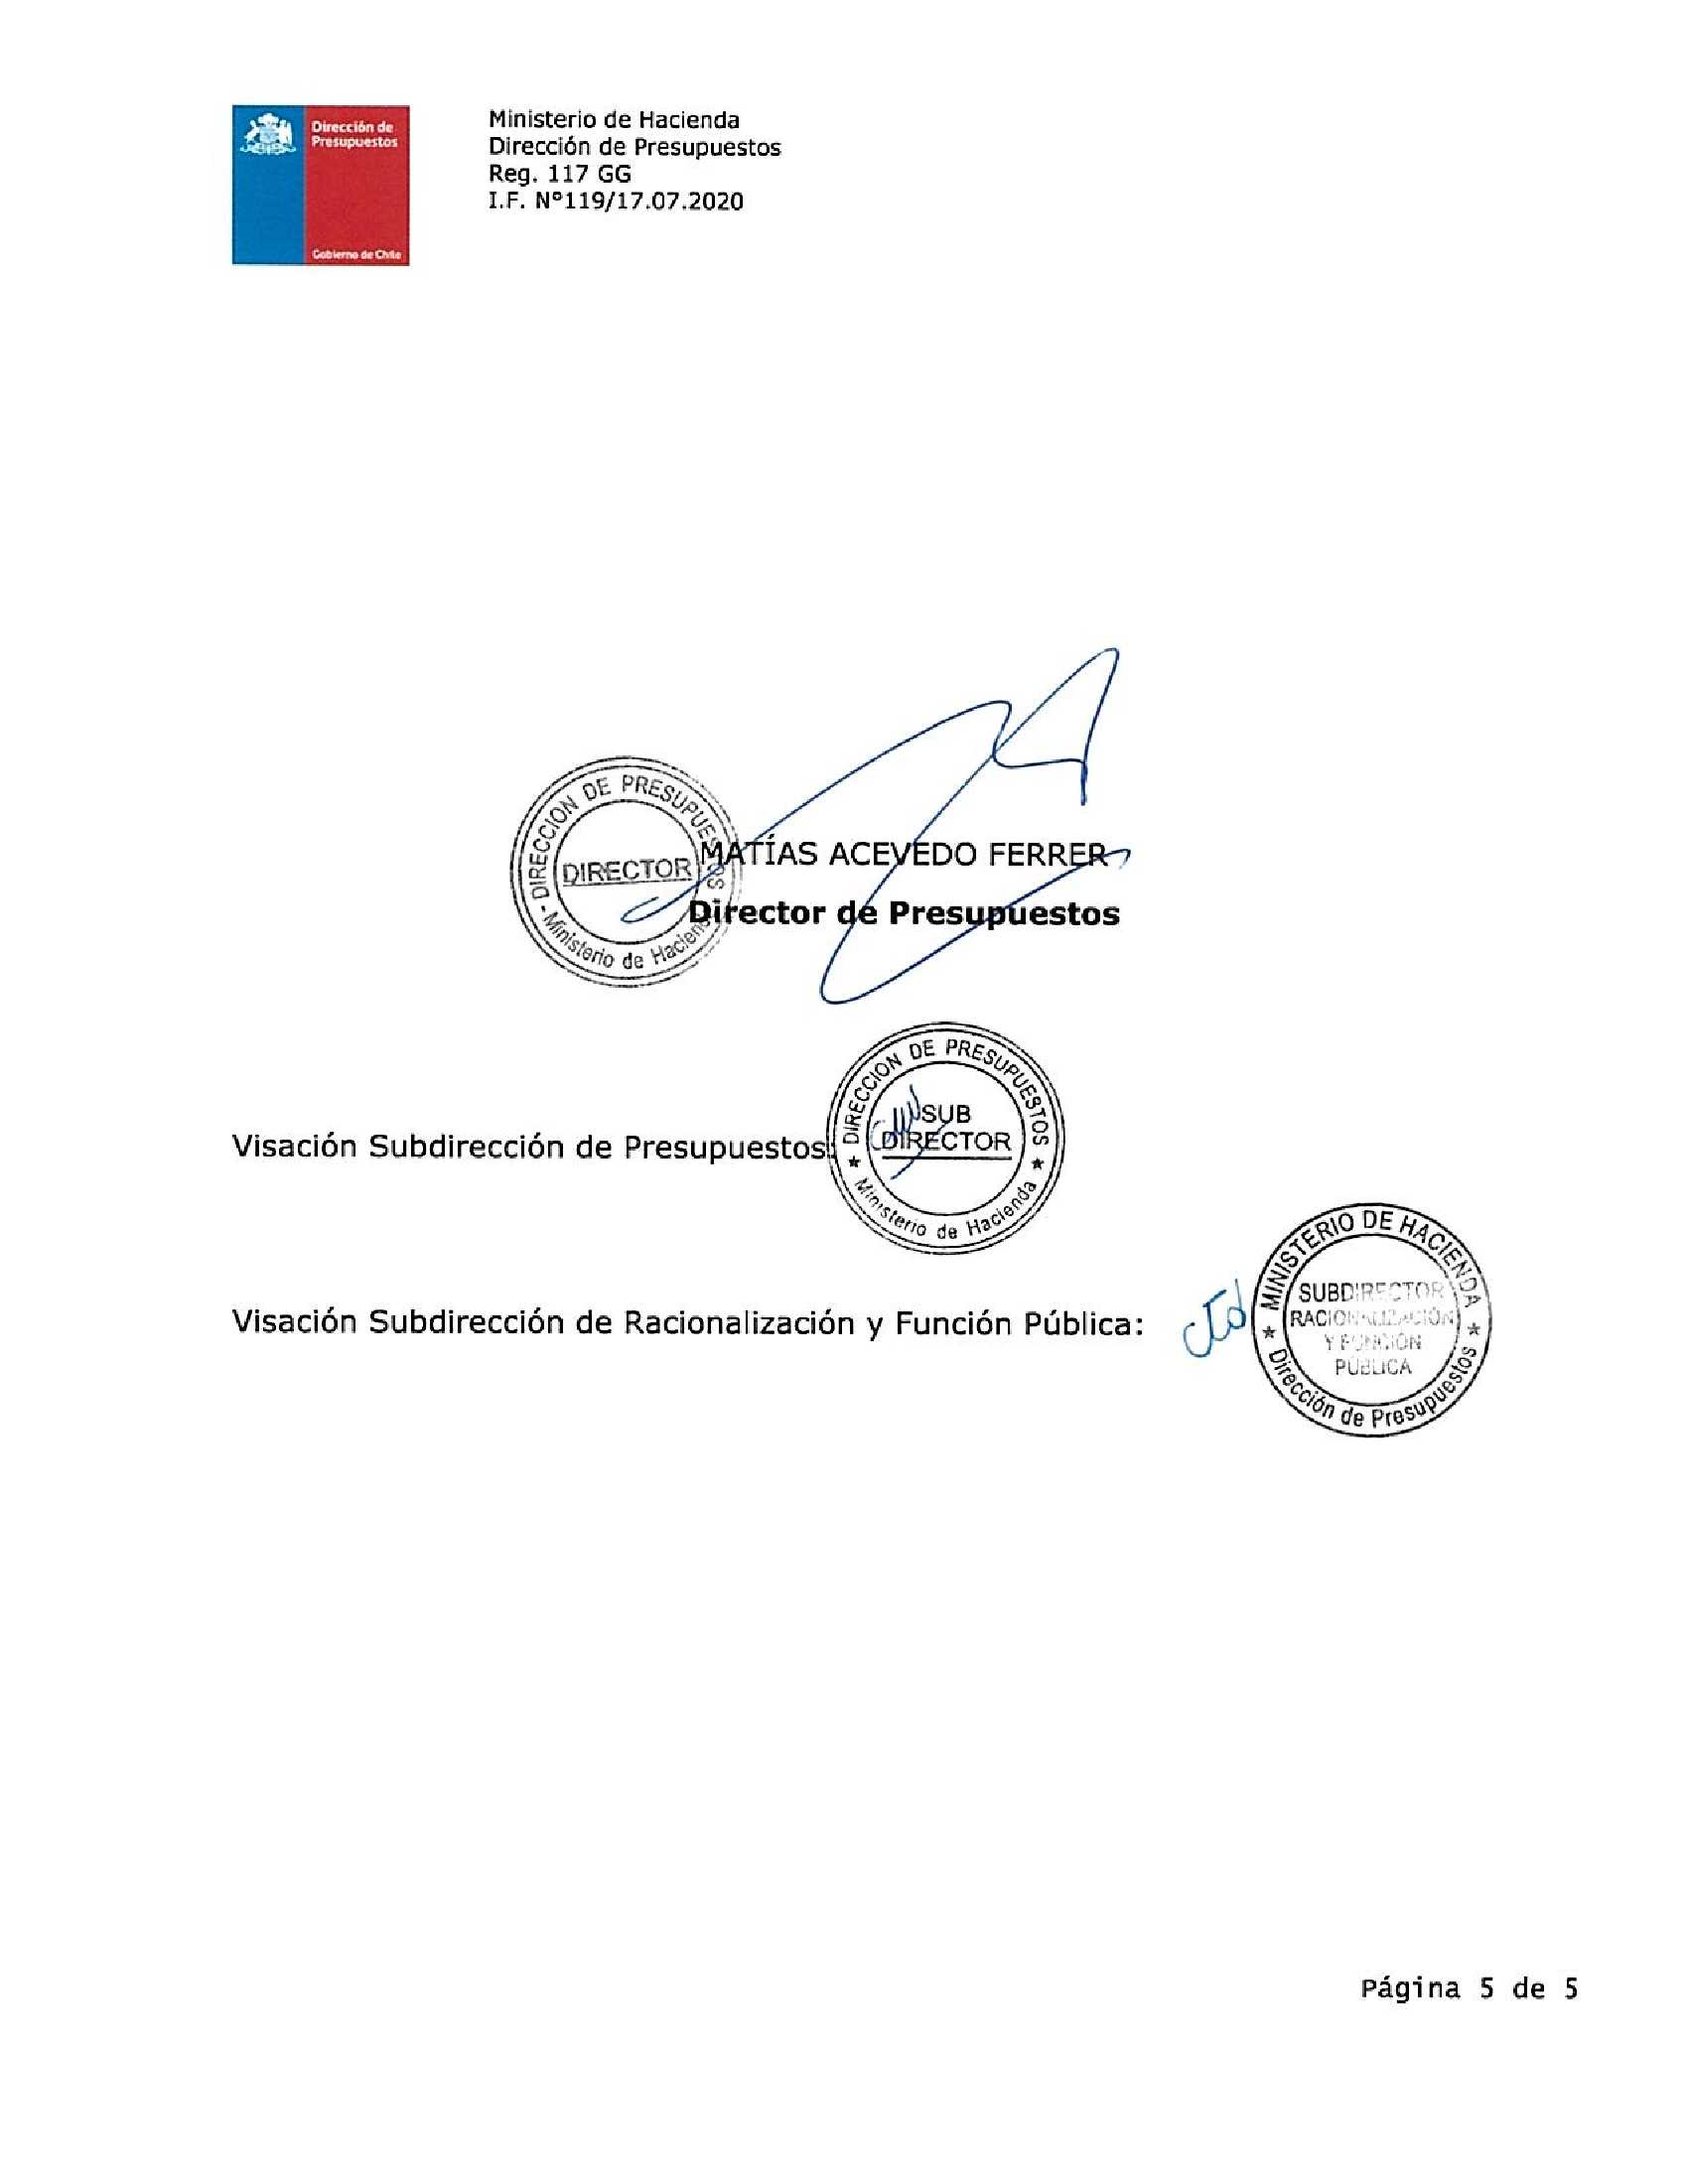 Dirección de
Presupuestos
Gobierno de Chile
Ministerio de Hacienda
Dirección de Presupuestos
Reg. 117 GG
I.F. N°119/17.07.2020
DIRECCION DE PRESUPUESTOS
DIRECTOR
Ministerio de Hacienda
MATÍAS ACEVEDO FERRER
Director de Presupuestos
Visación Subdirección de Presupuestos:
DIRECCION DE PRESUPUESTOS
SUB
DIRECTOR
Ministerio de Hacienda
Visación Subdirección de Racionalización y Función Pública:
MINISTERIO DE HACIENDA
SUBDIRECTOR
RACIONALIZACIÓN
Y FUNCIÓN
PÚBLICA
Dirección de Presupuestos
Página 5 de 5